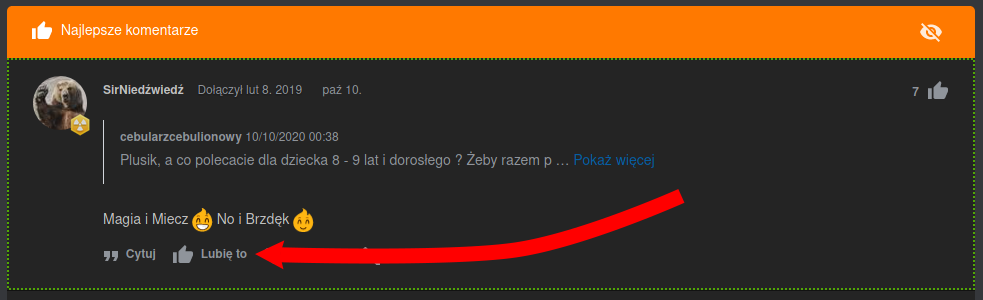 Najlepsze komentarze
SirNiedźwiedź Dołączył lut 8. 2019 paź 10. 7
cebularzcebulionowy 10/10/2020 00:38
Plusik, a co polecacie dla dziecka 8 - 9 lat i dorosłego ? Żeby razem p ... Pokaż więcej
Magia i Miecz No i Brzdęk
Cytuj Lubię to